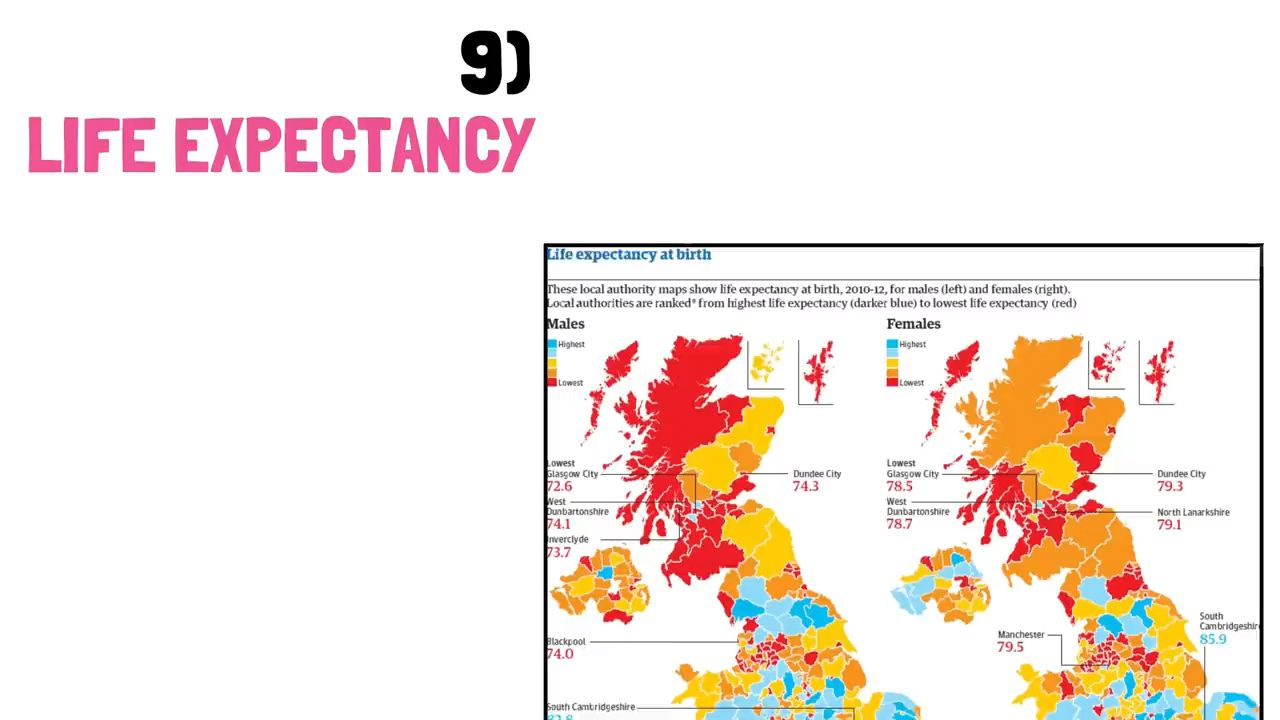 9)
LIFE EXPECTANCY
Life expectancy at birth
These local authority maps show life expectancy at birth, 2010-12, for males (left) and females (right).
Local authorities are ranked* from highest life expectancy (darker blue) to lowest life expectancy (red)
Males
Highest
Lowest
Lowest
Glasgow City
72.6
West
Dunbartonshire
74.1
Inverclyde
73.7
Dundee City
74.3
Blackpool
74.0
South Cambridgeshire
82.8
Females
Highest
Lowest
Lowest
Glasgow City
78.5
West
Dunbartonshire
78.7
Dundee City
79.3
North Lanarkshire
79.1
Manchester
79.5
South
Cambridgeshire
85.9